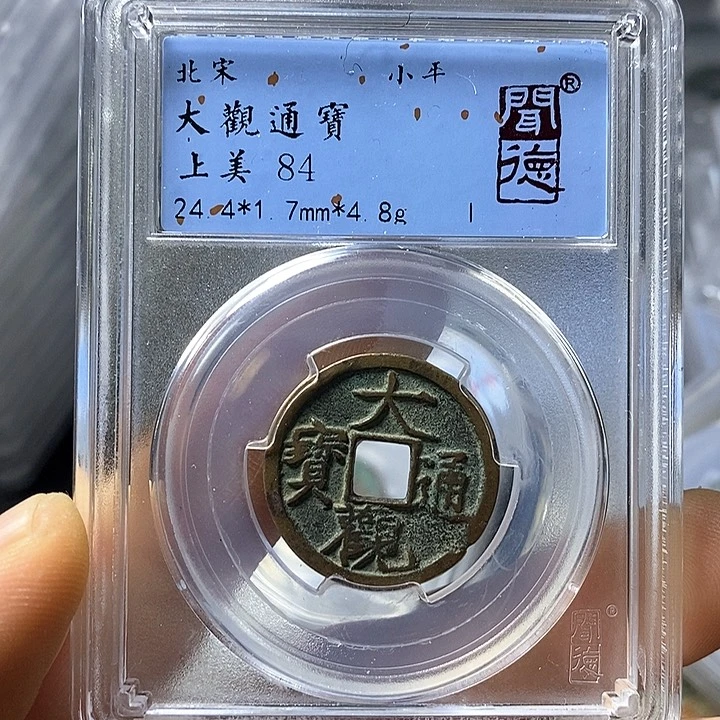 北宋 小平
大觀通寶
上美 84
24.4*1.7mm*4.8g I
聞德®
大觀通寶
聞德®